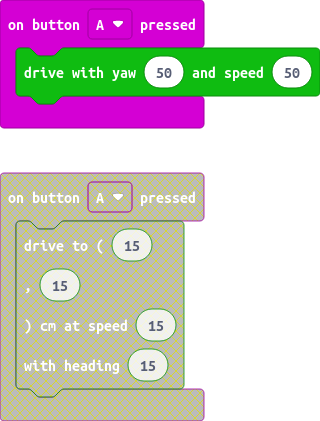 on button A pressed
drive with yaw 50 and speed 50
on button A pressed
drive to ( 15
, 15
) cm at speed 15
with heading 15